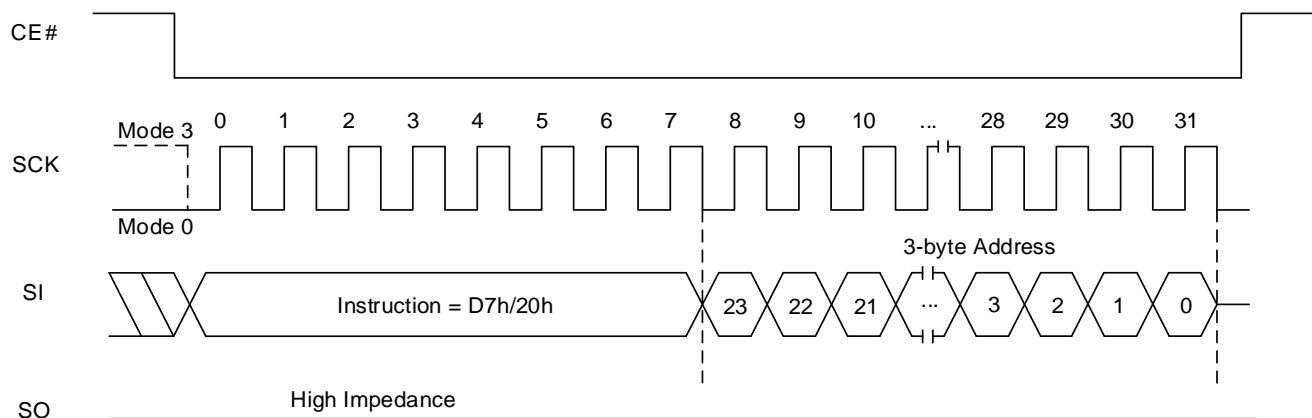 CE#
0 1 2 3 4 5 6 7 8 9 10 ... 28 29 30 31
Mode 3
SCK
Mode 0
3-byte Address
SI
Instruction = D7h/20h 23 22 21 ... 3 2 1 0
High Impedance
SO